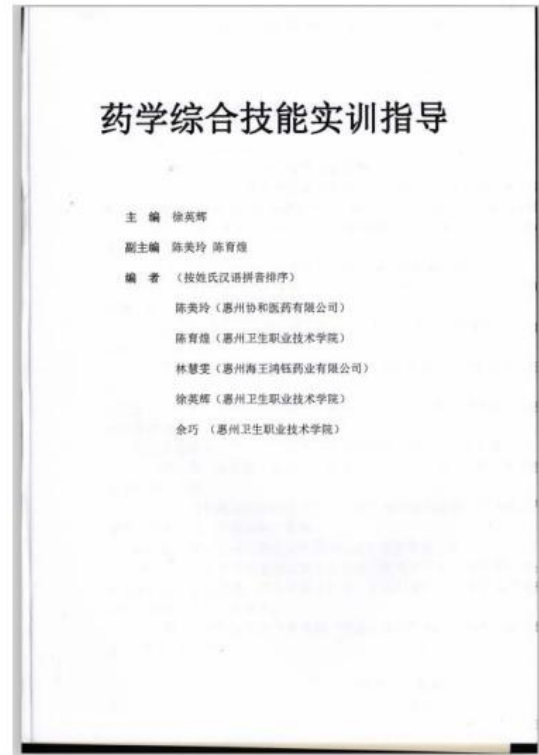 药学综合技能实训指导
主 编 徐英辉
副主编 陈美玲 陈育煌
编 者 （按姓氏汉语拼音排序）
陈美玲（惠州协和医药有限公司）
陈育煌（惠州卫生职业技术学院）
林慧雯（惠州海王鸿钰药业有限公司）
徐英辉（惠州卫生职业技术学院）
余巧 （惠州卫生职业技术学院）